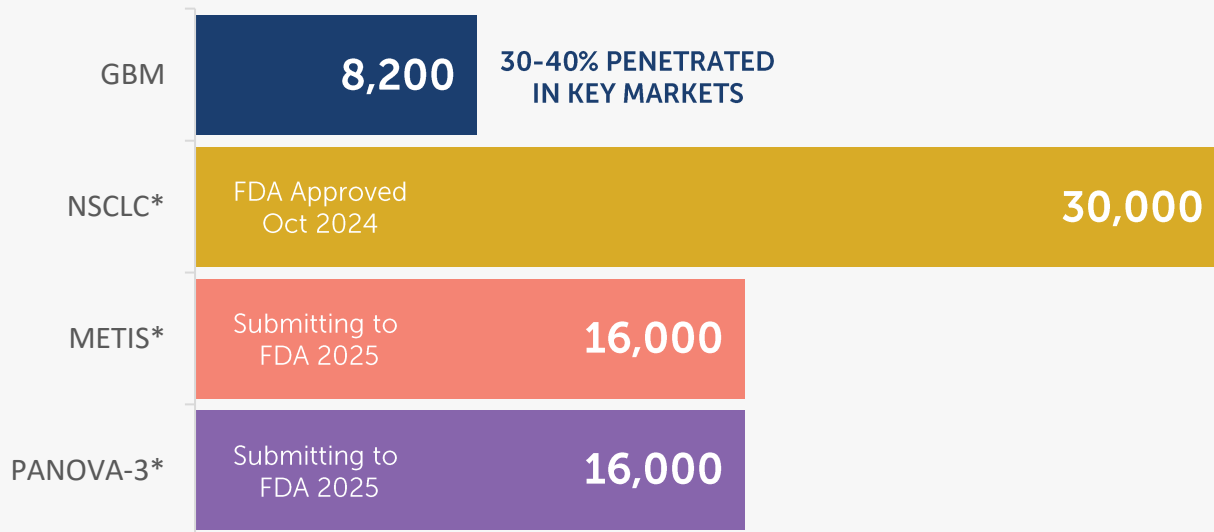 GBM
8,200
30-40% PENETRATED
IN KEY MARKETS
NSCLC*
FDA Approved
Oct 2024
30,000
METIS*
Submitting to
FDA 2025
16,000
PANOVA-3*
Submitting to
FDA 2025
16,000